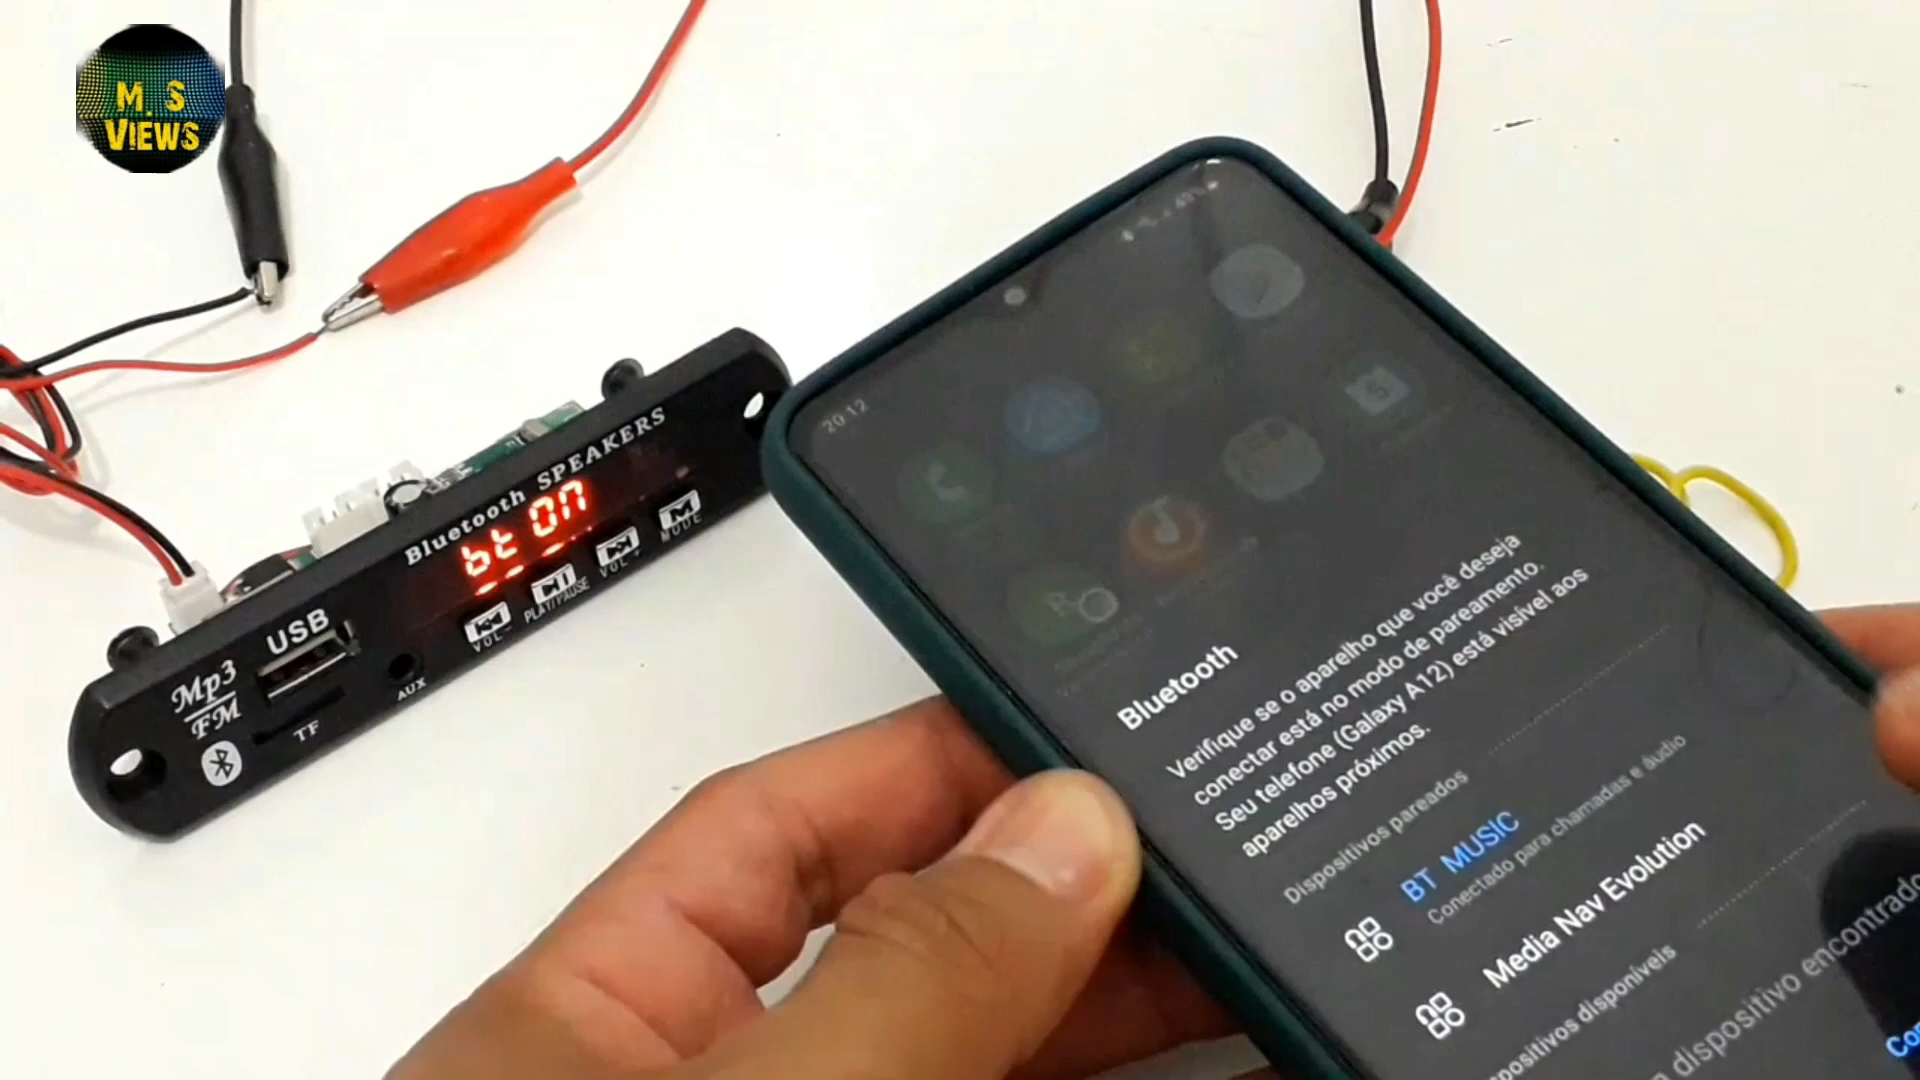 M. S
VIEWS
Bluetooth SPEAKERS
bt ON
VOL-
PLAY/PAUSE
VOL+
M
MODE
USB
Mp3
FM
TF
AUX
20:12
Bluetooth
Verifique se o aparelho que você deseja
conectar está no modo de pareamento.
Seu telefone (Galaxy A12) está visível aos
aparelhos próximos.
Dispositivos pareados
BT MUSIC
Conectado para chamadas e áudio
Media Nav Evolution
positivos disponíveis
dispositivo encontrado